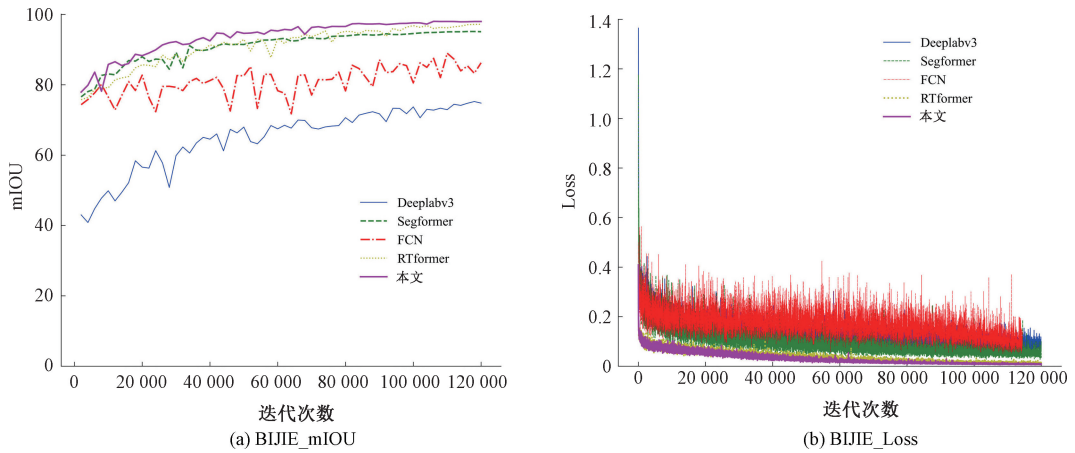 100
80
60
40
20
0
mIOU
Deeplabv3
Segformer
FCN
RTformer
本文
0 20 000 40 000 60 000 80 000 100 000 120 000
迭代次数
(a) BIJIE_mIOU
1.4
1.2
1.0
0.8
0.6
0.4
0.2
0
Loss
Deeplabv3
Segformer
FCN
RTformer
本文
0 20 000 40 000 60 000 80 000 100 000 120 000
迭代次数
(b) BIJIE_Loss